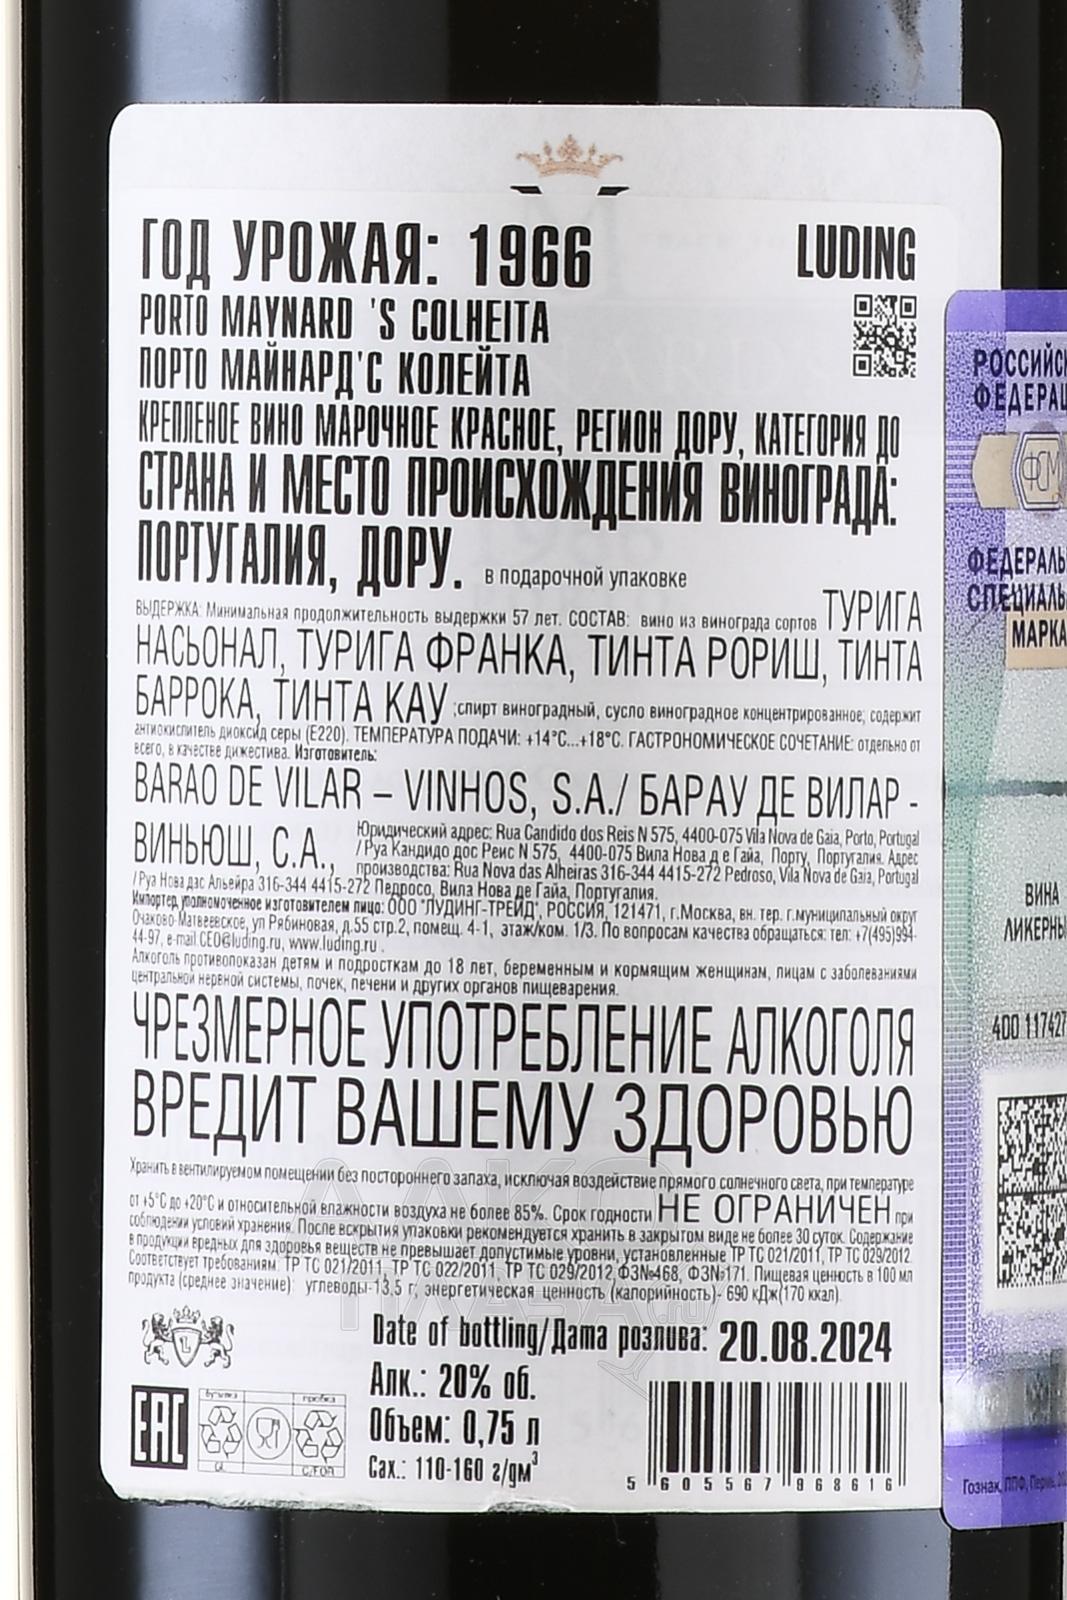 ГОД УРОЖАЯ: 1966
LUDING
PORTO MAYNARD 'S COLHEITA
ПОРТО МАЙНАРД'С КОЛЕЙТА
КРЕПЛЕНОЕ ВИНО МАРОЧНОЕ КРАСНОЕ, РЕГИОН ДОРУ, КАТЕГОРИЯ ДО
СТРАНА И МЕСТО ПРОИСХОЖДЕНИЯ ВИНОГРАДА:
ПОРТУГАЛИЯ, ДОРУ. в подарочной упаковке
ВЫДЕРЖКА: Минимальная продолжительность выдержки 57 лет. СОСТАВ: вино из винограда сортов ТУРИГА
НАСЬОНАЛ, ТУРИГА ФРАНКА, ТИНТА РОРИШ, ТИНТА
БАРРОКА, ТИНТА КАУ ;спирт виноградный, сусло виноградное концентрированное; содержит
антиокислитель диоксид серы (E220). ТЕМПЕРАТУРА ПОДАЧИ: +14°C...+18°C. ГАСТРОНОМИЧЕСКОЕ СОЧЕТАНИЕ: отдельно от
всего, в качестве дижестива. Изготовитель:
BARAO DE VILAR – VINHOS, S.A./ БАРАУ ДЕ ВИЛАР -
ВИНЬЮШ, С.А., Юридический адрес: Rua Candido dos Reis N 575, 4400-075 Vila Nova de Gaia, Porto, Portugal
/ Руа Кандидо дос Реис N 575, 4400-075 Вила Нова д е Гайа, Порту, Португалия. Адрес
производства: Rua Nova das Alheiras 316-344 4415-272 Pedroso, Vila Nova de Gaia, Portugal
/ Руа Нова дас Альейра 316-344 4415-272 Педросо, Вила Нова де Гайа, Португалия.
Импортер, уполномоченное изготовителем лицо: ООО "ЛУДИНГ-ТРЕЙД", РОССИЯ, 121471, г.Москва, вн. тер. г.муниципальный округ
Очаково-Матвеевское, ул Рябиновая, д.55 стр.2, помещ. 4-1, этаж/ком. 1/3. По вопросам качества обращаться: тел: +7(495)994-
44-97, e-mail.CEO@luding.ru, www.luding.ru .
Алкоголь противопоказан детям и подросткам до 18 лет, беременным и кормящим женщинам, лицам с заболеваниями
центральной нервной системы, почек, печени и других органов пищеварения.
ЧРЕЗМЕРНОЕ УПОТРЕБЛЕНИЕ АЛКОГОЛЯ
ВРЕДИТ ВАШЕМУ ЗДОРОВЬЮ
Хранить в вентилируемом помещении без постороннего запаха, исключая воздействие прямого солнечного света, при температуре
от +5°C до +20°C и относительной влажности воздуха не более 85%. Срок годности НЕ ОГРАНИЧЕН при
соблюдении условий хранения. После вскрытия упаковки рекомендуется хранить в закрытом виде не более 30 суток. Содержание
в продукции вредных для здоровья веществ не превышает допустимые уровни, установленные ТР ТС 021/2011, ТР ТС 029/2012.
Соответствует требованиям: ТР ТС 021/2011, ТР ТС 022/2011, ТР ТС 029/2012,ФЗ№468, ФЗ№171. Пищевая ценность в 100 мл
продукта (среднее значение): углеводы-13,5 г; энергетическая ценность (калорийность)- 690 кДж(170 ккал).
Date of bottling/Дата розлива: 20.08.2024
Алк.: 20% об.
Объем: 0,75 л
Сах.: 110-160 г/дм³
EAC
бутылка
пробка
GL
C/FOR
5 605567 968616
РОССИЙСК
ФЕДЕРАЦ
ФСМ
ФЕДЕРАЛЬ
СПЕЦИАЛЬ
МАРКА
ВИНА
ЛИКЕРНЫ
400 117427
Гознак, ППФ, Пермь, 20
АЛКО
ПЛАЗА.ru